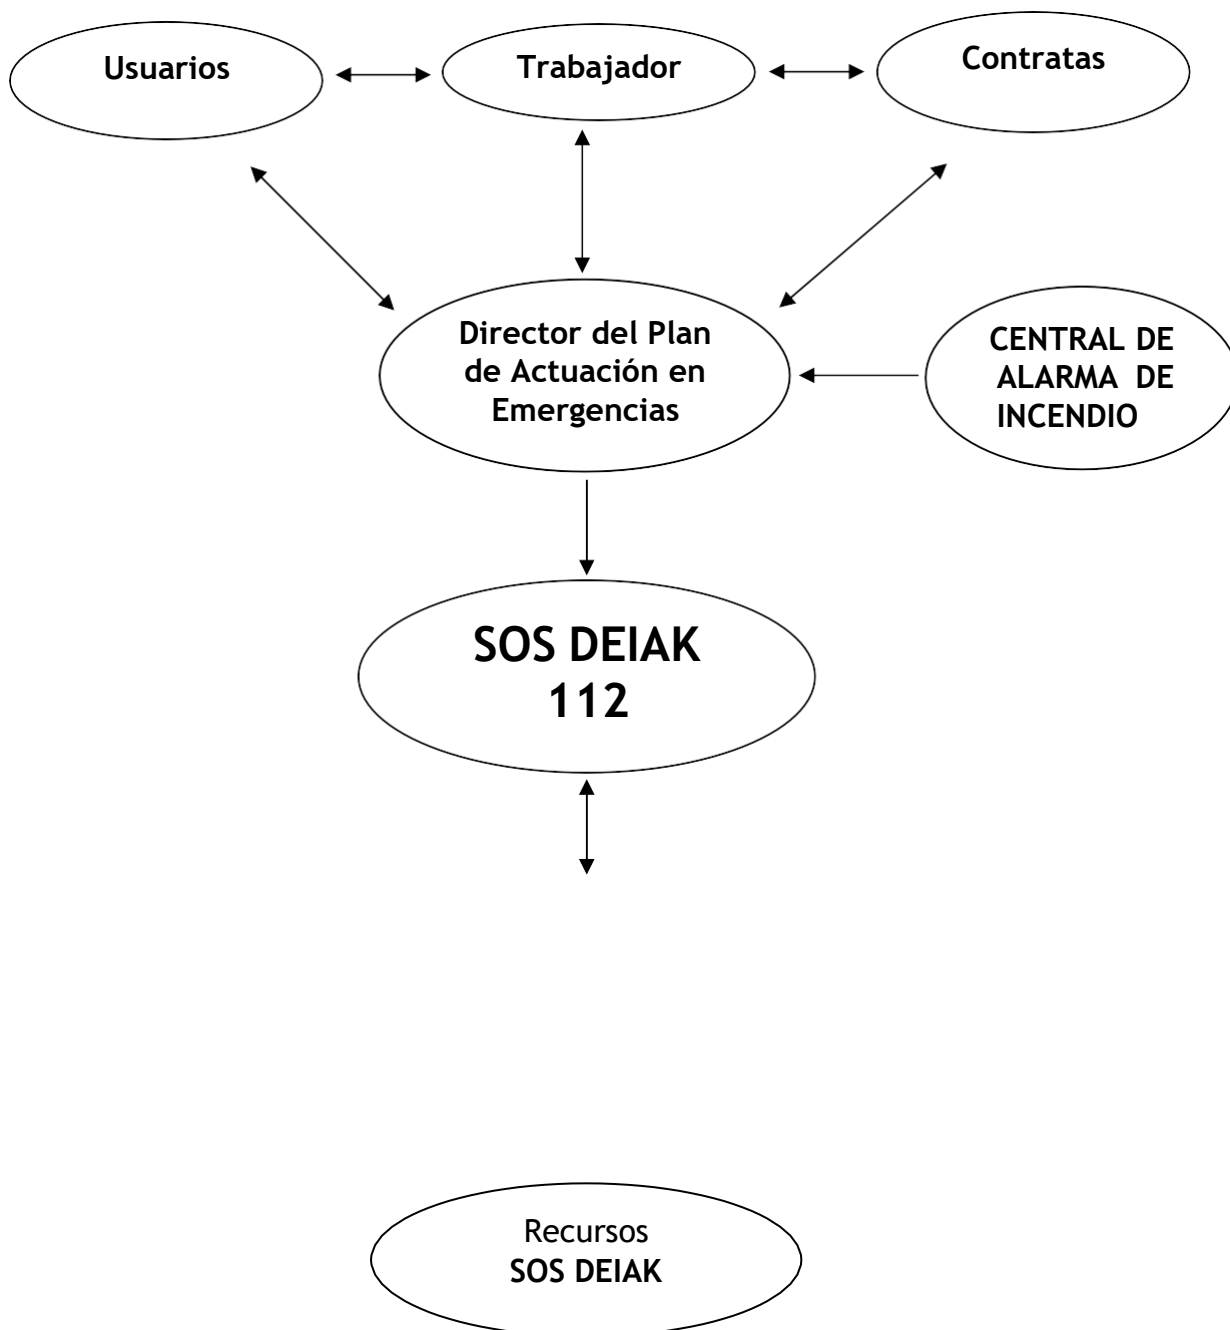 Usuarios
Trabajador
Contratas
Director del Plan
de Actuación en
Emergencias
CENTRAL DE
ALARMA DE
INCENDIO
SOS DEIAK
112
Recursos
SOS DEIAK